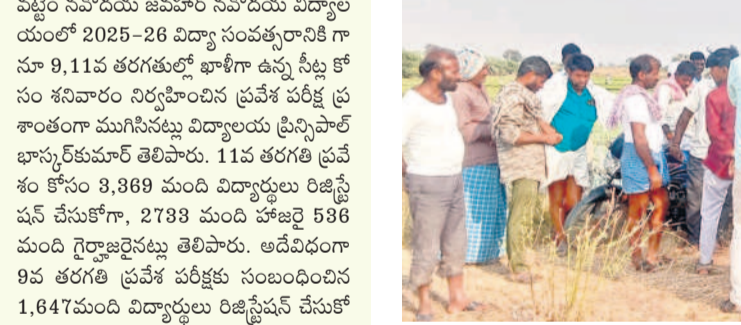 వట్టెం నవోదయ జవహర్ నవోదయ విద్యాల
యంలో 2025-26 విద్యా సంవత్సరానికి గా
నూ 9,11వ తరగతుల్లో ఖాళీగా ఉన్న సీట్ల కో
సం శనివారం నిర్వహించిన ప్రవేశ పరీక్ష ప్ర
శాంతంగా ముగిసినట్లు విద్యాలయ ప్రిన్సిపాల్
భాస్కర్‌కుమార్ తెలిపారు. 11వ తరగతి ప్రవే
శం కోసం 3,369 మంది విద్యార్థులు రిజిస్ట్రే
షన్ చేసుకోగా, 2733 మంది హాజరై 536
మంది గైర్హాజరైనట్లు తెలిపారు. అదేవిధంగా
9వ తరగతి ప్రవేశ పరీక్షకు సంబంధించిన
1,647మంది విద్యార్థులు రిజిస్ట్రేషన్ చేసుకో